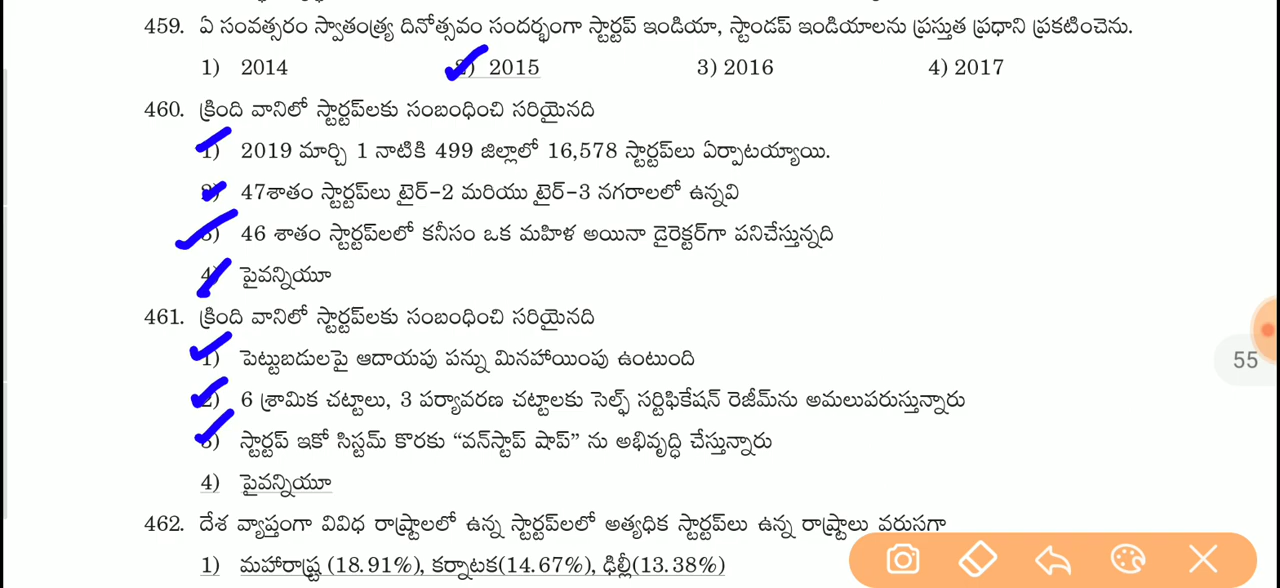 459. ఏ సంవత్సరం స్వాతంత్ర్య దినోత్సవం సందర్భంగా స్టార్టప్ ఇండియా, స్టాండప్ ఇండియాలను ప్రస్తుత ప్రధాని ప్రకటించెను.
1) 2014 2) 2015 3) 2016 4) 2017
460. క్రింది వానిలో స్టార్టప్‌లకు సంబంధించి సరియైనది
1) 2019 మార్చి 1 నాటికి 499 జిల్లాలో 16,578 స్టార్టప్‌లు ఏర్పాటయ్యాయి.
2) 47శాతం స్టార్టప్‌లు టైర్-2 మరియు టైర్-3 నగరాలలో ఉన్నవి
3) 46 శాతం స్టార్టప్‌లలో కనీసం ఒక మహిళ అయినా డైరెక్టర్‌గా పనిచేస్తున్నది
4) పైవన్నియూ
461. క్రింది వానిలో స్టార్టప్‌లకు సంబంధించి సరియైనది
1) పెట్టుబడులపై ఆదాయపు పన్ను మినహాయింపు ఉంటుంది
2) 6 శ్రామిక చట్టాలు, 3 పర్యావరణ చట్టాలకు సెల్ఫ్ సర్టిఫికేషన్ రెజీమ్‌ను అమలుపరుస్తున్నారు
3) స్టార్టప్ ఇకో సిస్టమ్ కొరకు “వన్‌స్టాప్ షాప్” ను అభివృద్ధి చేస్తున్నారు
4) పైవన్నియూ
462. దేశ వ్యాప్తంగా వివిధ రాష్ట్రాలలో ఉన్న స్టార్టప్‌లలో అత్యధిక స్టార్టప్‌లు ఉన్న రాష్ట్రాలు వరుసగా
1) మహారాష్ట్ర (18.91%), కర్నాటక(14.67%), ఢిల్లీ(13.38%)
55